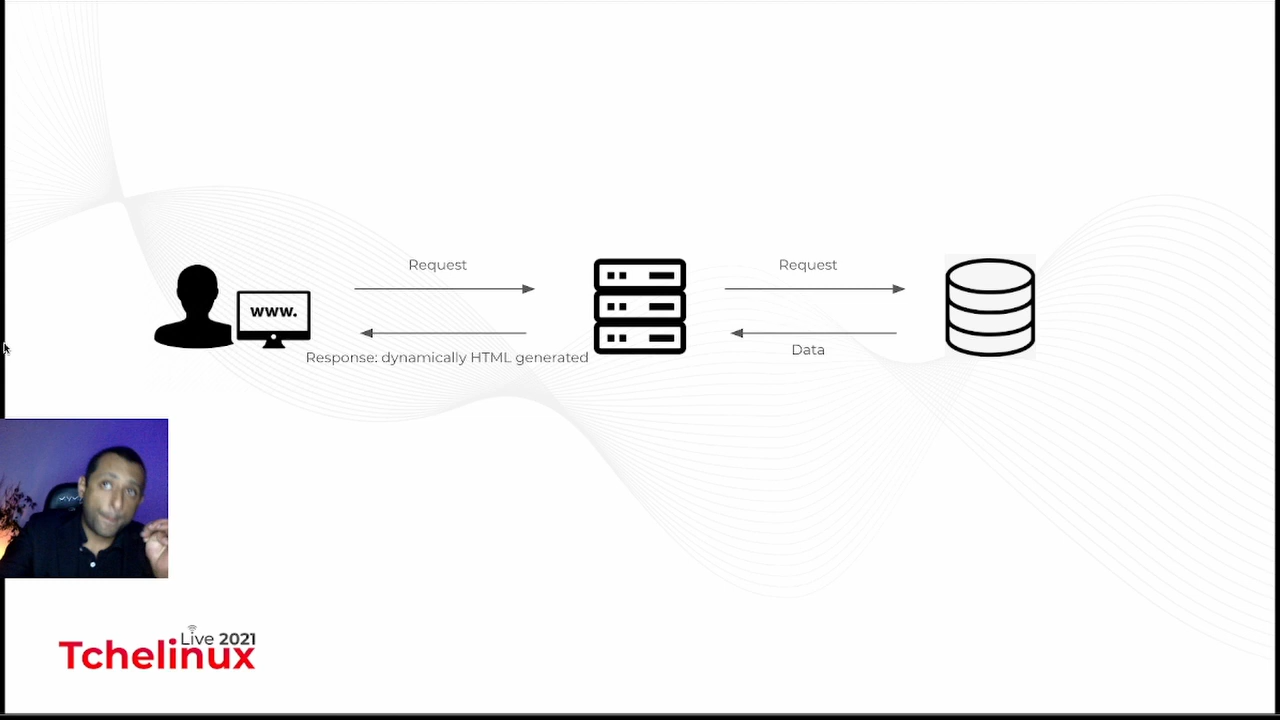 Request
Request
www.
Response: dynamically HTML generated
Data
Live 2021
Tchelinux